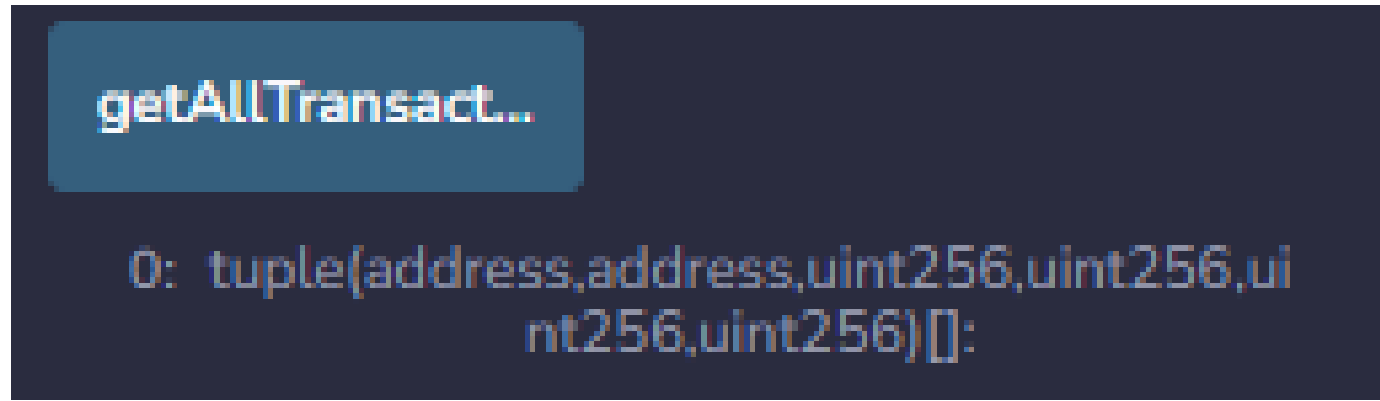 getAllTransact...
0: tuple(address,address,uint256,uint256,ui
nt256,uint256)[]: